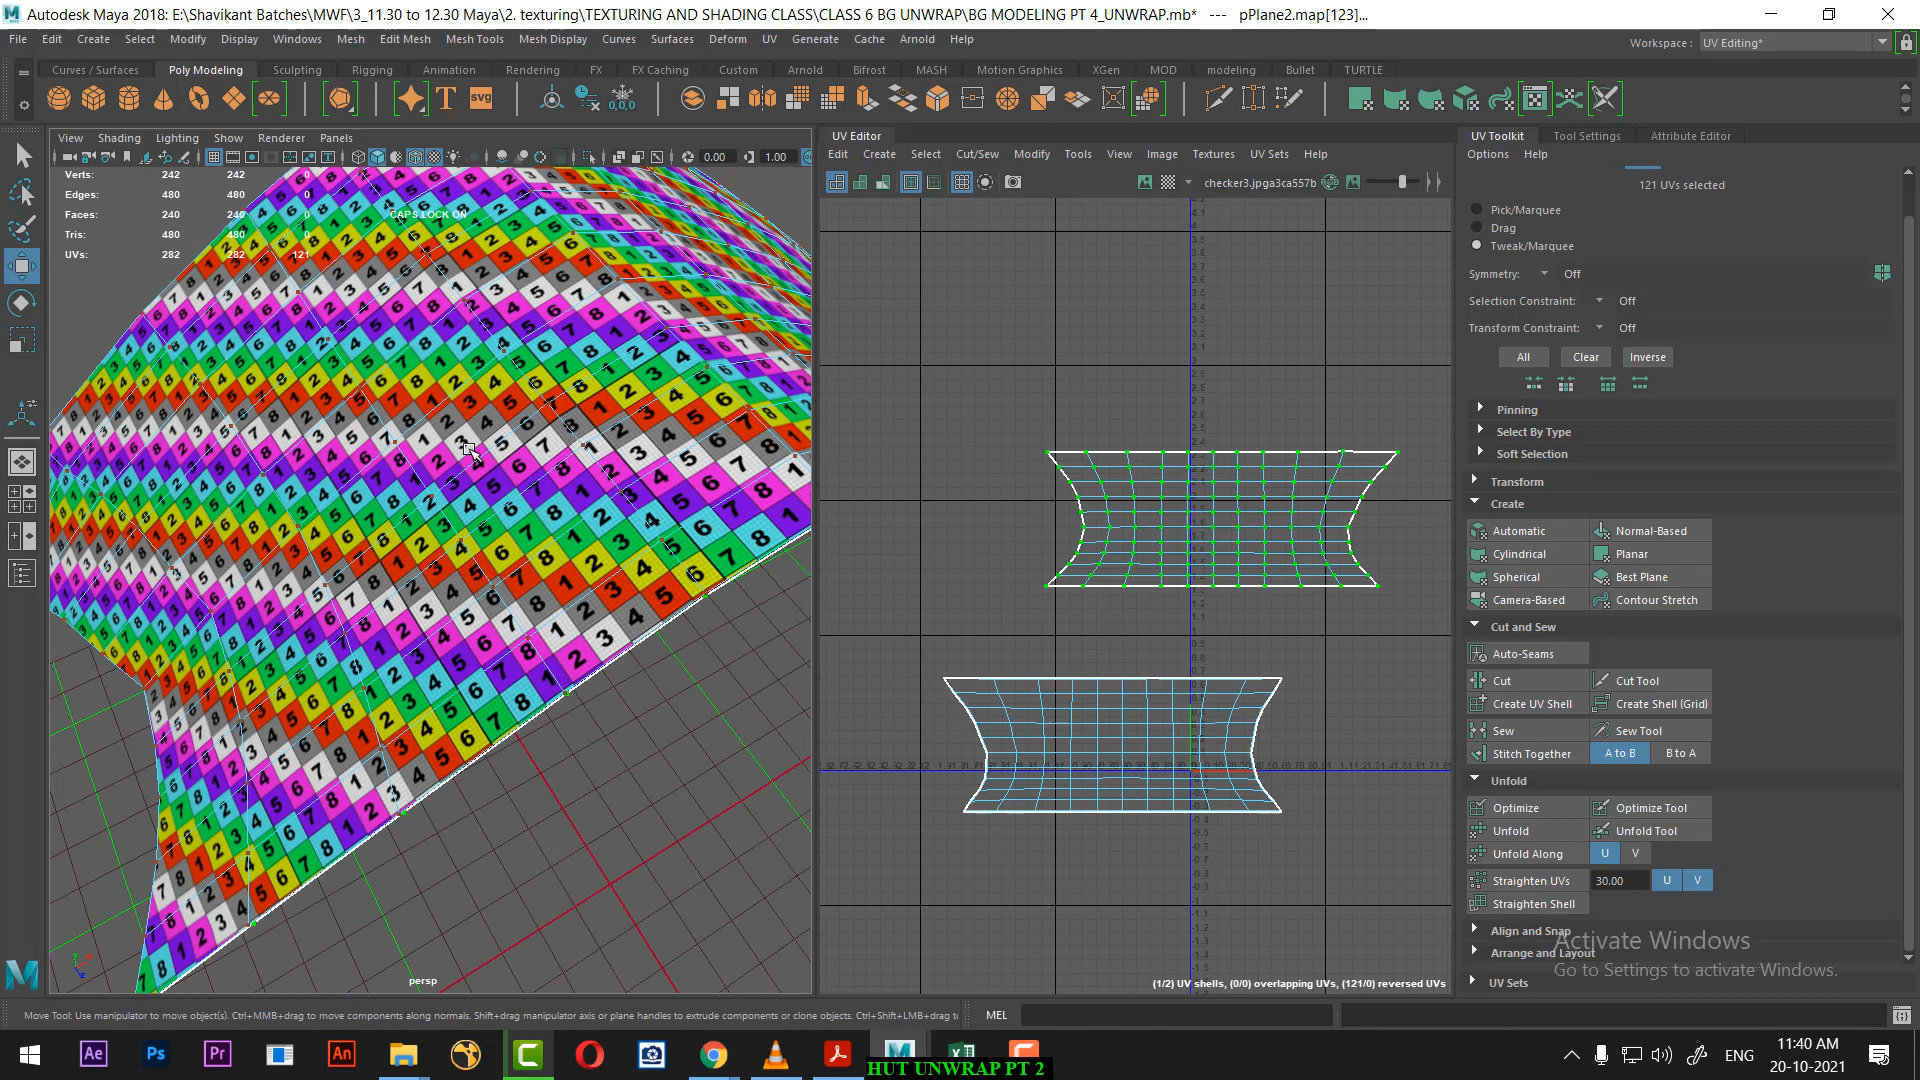 Autodesk Maya 2018: E:\Shavikant Batches\MWF\3_11.30 to 12.30 Maya\2. texturing\TEXTURING AND SHADING CLASS\CLASS 6 BG UNWRAP\BG MODELING PT 4_UNWRAP.mb* --- pPlane2.map[123]...
File Edit Create Select Modify Display Windows Mesh Edit Mesh Mesh Tools Mesh Display Curves Surfaces Deform UV Generate Cache Arnold Help
Workspace : UV Editing*
Curves / Surfaces Poly Modeling Sculpting Rigging Animation Rendering FX FX Caching Custom Arnold Bifrost MASH Motion Graphics XGen MOD modeling Bullet TURTLE
View Shading Lighting Show Renderer Panels
0.00 1.00
Verts: 242 242 0
Edges: 480 480 0
Faces: 240 240 0
Tris: 480 480 0
UVs: 282 282 121
CAPS LOCK ON
persp
UV Editor
Edit Create Select Cut/Sew Modify Tools View Image Textures UV Sets Help
checker3.jpga3ca557b
(1/2) UV shells, (0/0) overlapping UVs, (121/0) reversed UVs
UV Toolkit Tool Settings Attribute Editor
Options Help
121 UVs selected
Pick/Marquee
Drag
Tweak/Marquee
Symmetry: Off
Selection Constraint: Off
Transform Constraint: Off
All Clear Inverse
Pinning
Select By Type
Soft Selection
Transform
Create
Automatic Normal-Based
Cylindrical Planar
Spherical Best Plane
Camera-Based Contour Stretch
Cut and Sew
Auto-Seams
Cut Cut Tool
Create UV Shell Create Shell (Grid)
Sew Sew Tool
Stitch Together A to B B to A
Unfold
Optimize Optimize Tool
Unfold Unfold Tool
Unfold Along U V
Straighten UVs 30.00 U V
Straighten Shell
Arrange and Layout
Align and Snap
UV Sets
Activate Windows
Go to Settings to activate Windows.
Move Tool: Use manipulator to move object(s). Ctrl+MMB+drag to move components along normals. Shift+drag manipulator axis or plane handles to extrude components or clone objects. Ctrl+Shift+LMB+drag to
MEL
Ae Ps Pr An
HUT UNWRAP PT 2
ENG
11:40 AM
20-10-2021